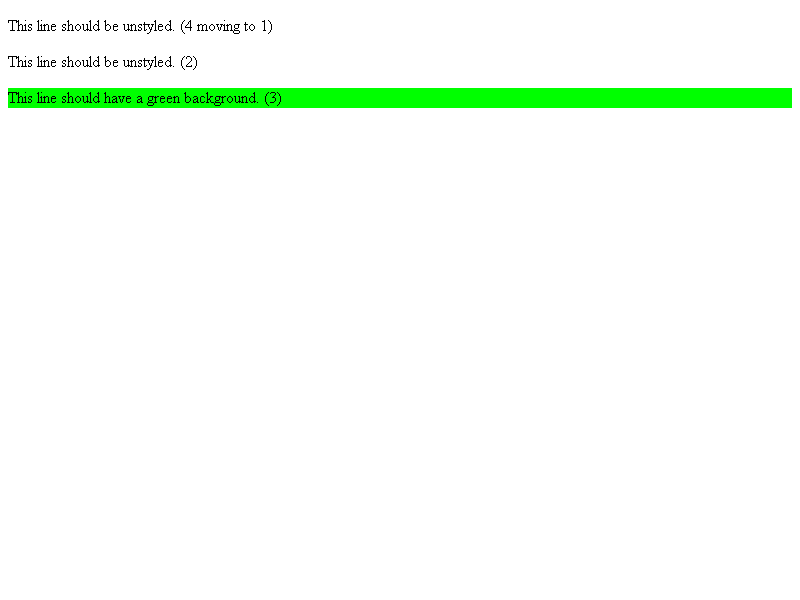 This line should be unstyled. (4 moving to 1)
This line should be unstyled. (2)
This line should have a green background. (3)